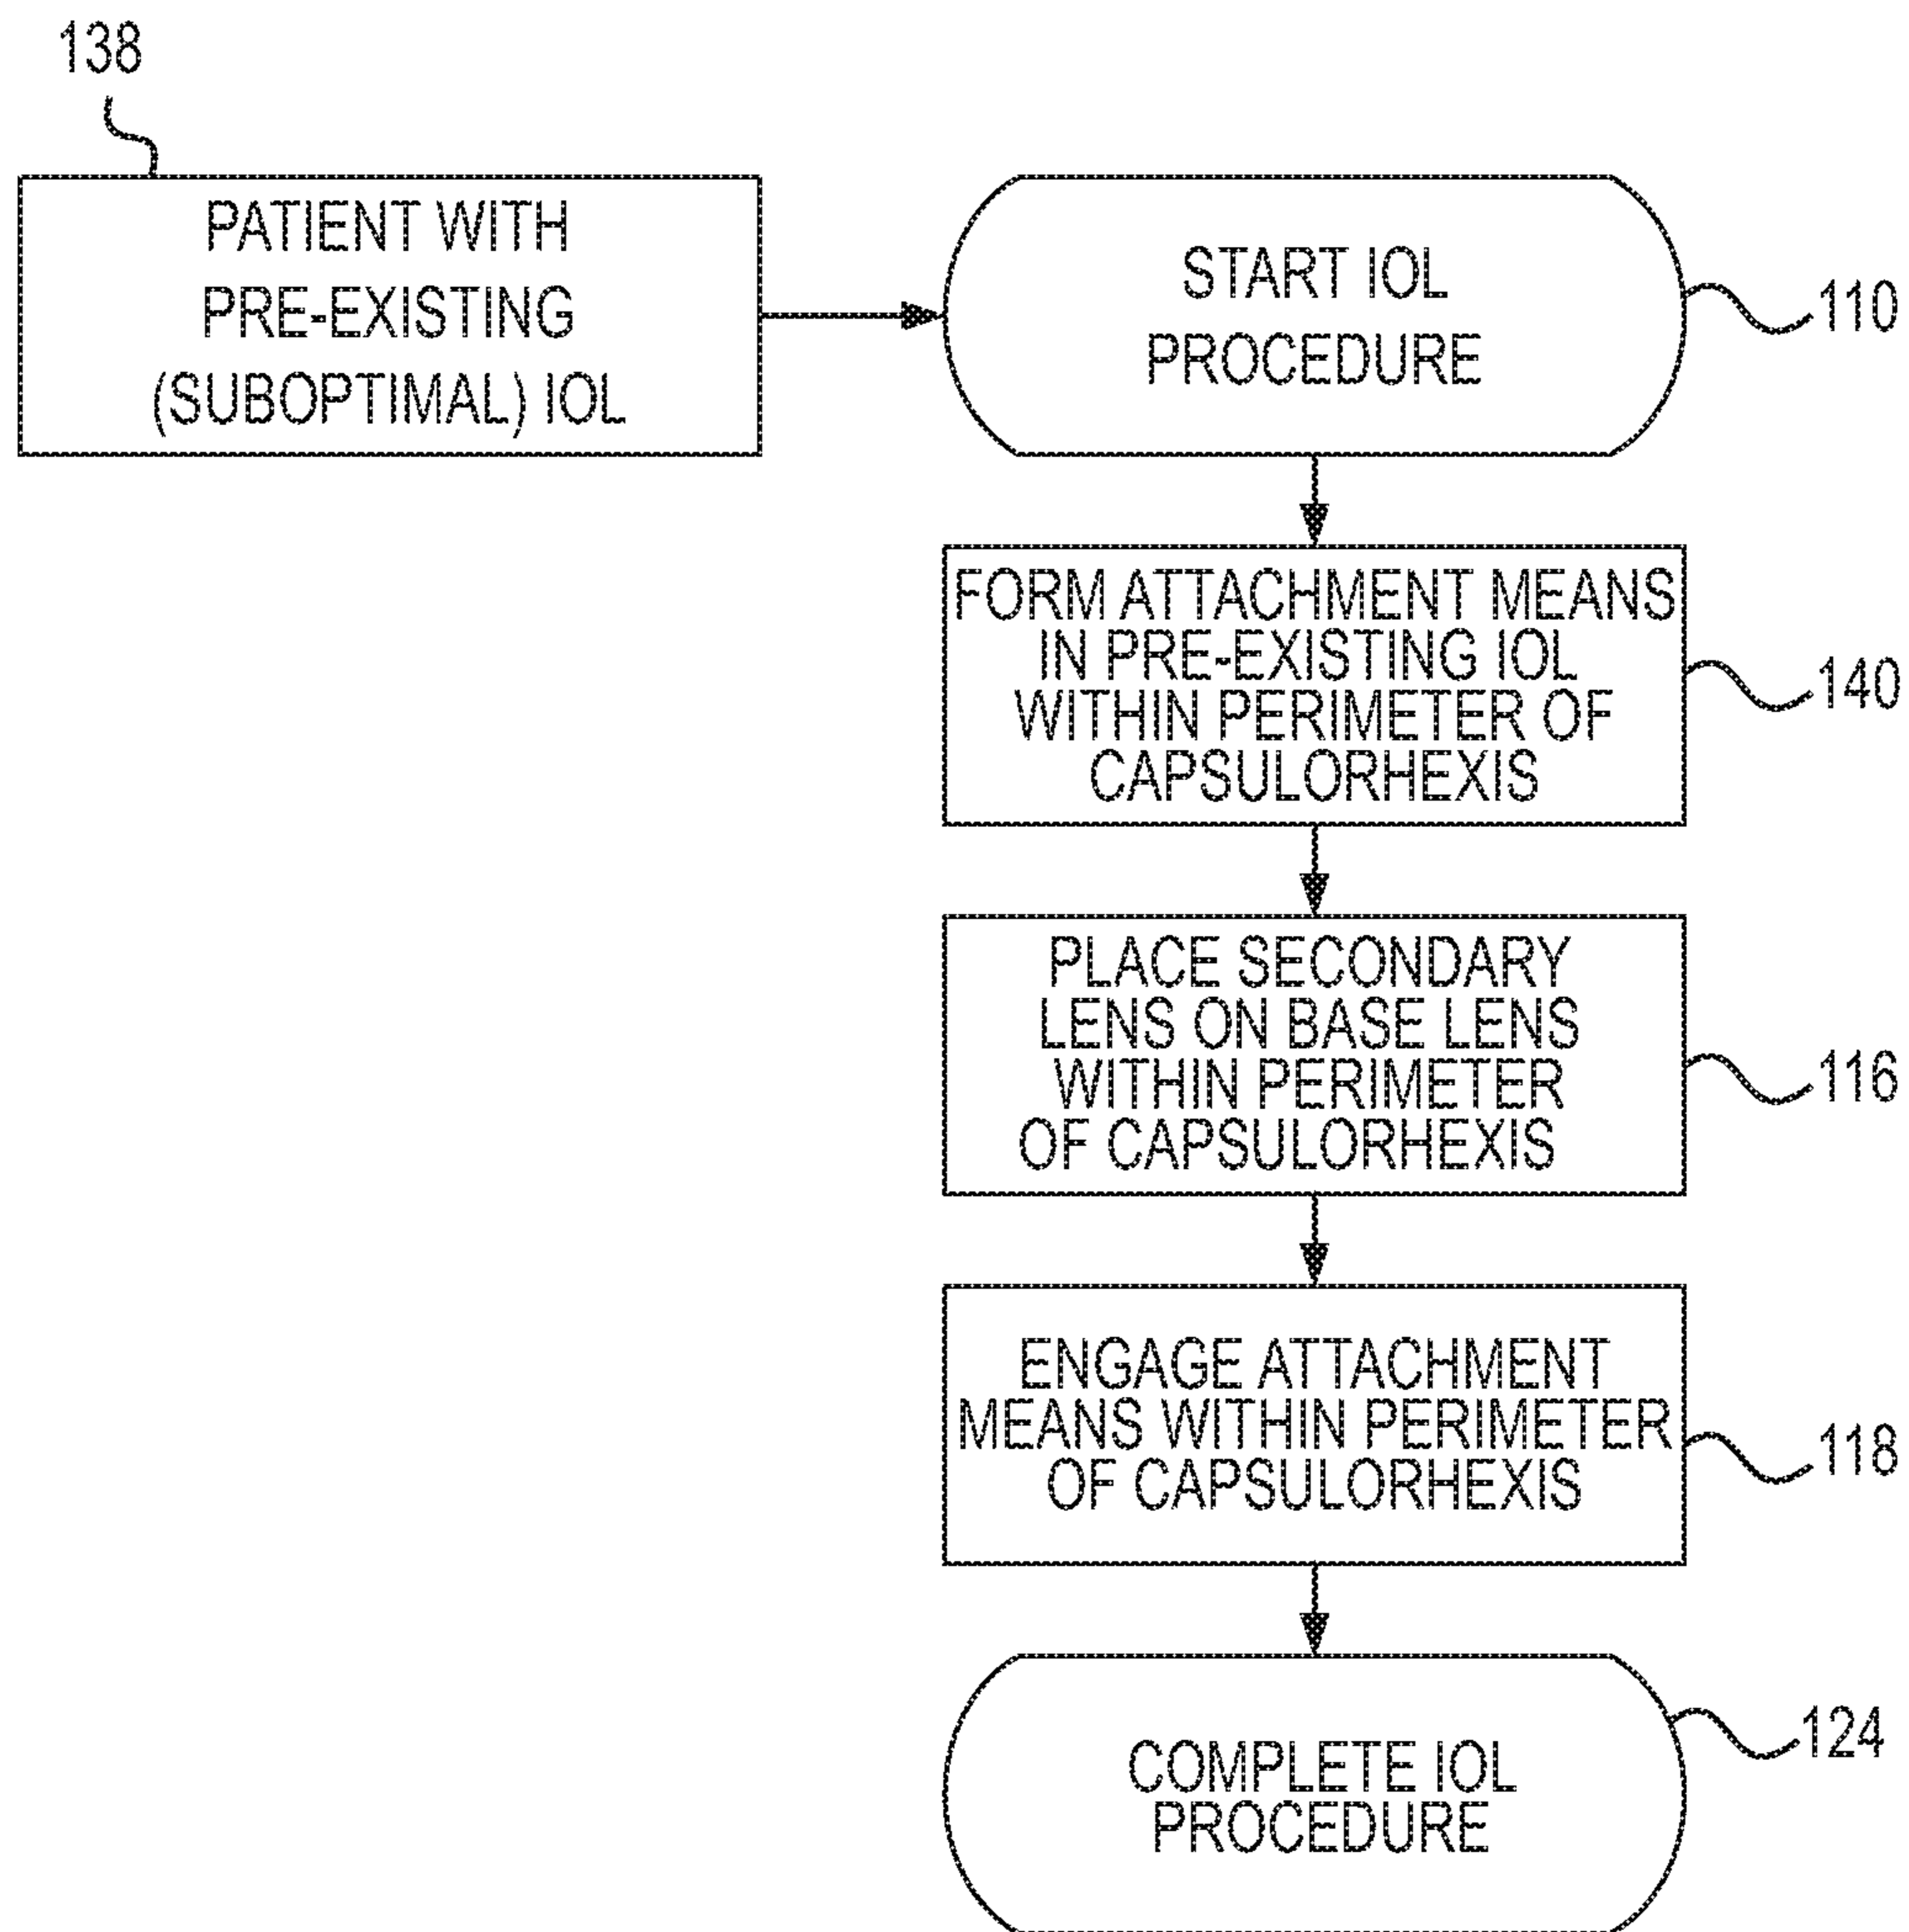 138
PATIENT WITH
PRE-EXISTING
(SUBOPTIMAL) IOL
START IOL
PROCEDURE
110
FORM ATTACHMENT MEANS
IN PRE-EXISTING IOL
WITHIN PERIMETER OF
CAPSULORHEXIS
140
PLACE SECONDARY
LENS ON BASE LENS
WITHIN PERIMETER
OF CAPSULORHEXIS
116
ENGAGE ATTACHMENT
MEANS WITHIN PERIMETER
OF CAPSULORHEXIS
118
COMPLETE IOL
PROCEDURE
124